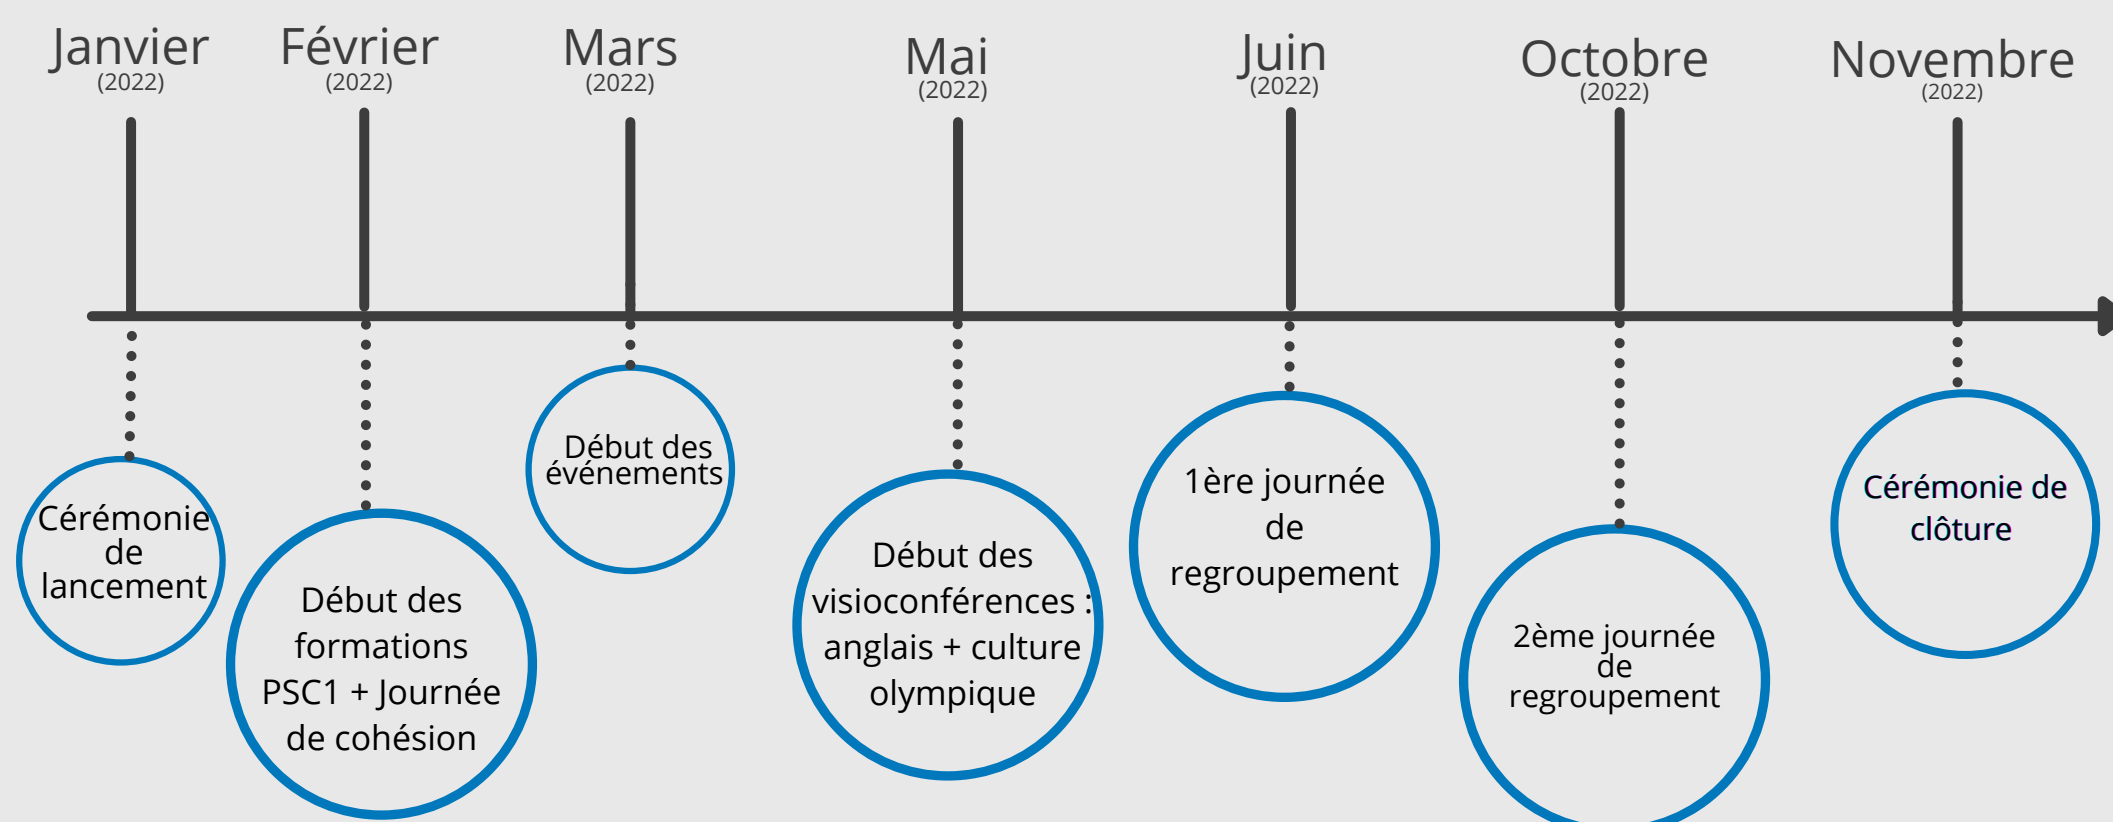 Janvier
(2022)
Février
(2022)
Mars
(2022)
Mai
(2022)
Juin
(2022)
Octobre
(2022)
Novembre
(2022)
Cérémonie
de
lancement
Début des
formations
PSC1 + Journée
de cohésion
Début des
événements
Début des
visioconférences :
anglais + culture
olympique
1ère journée
de
regroupement
2ème journée
de
regroupement
Cérémonie de
clôture